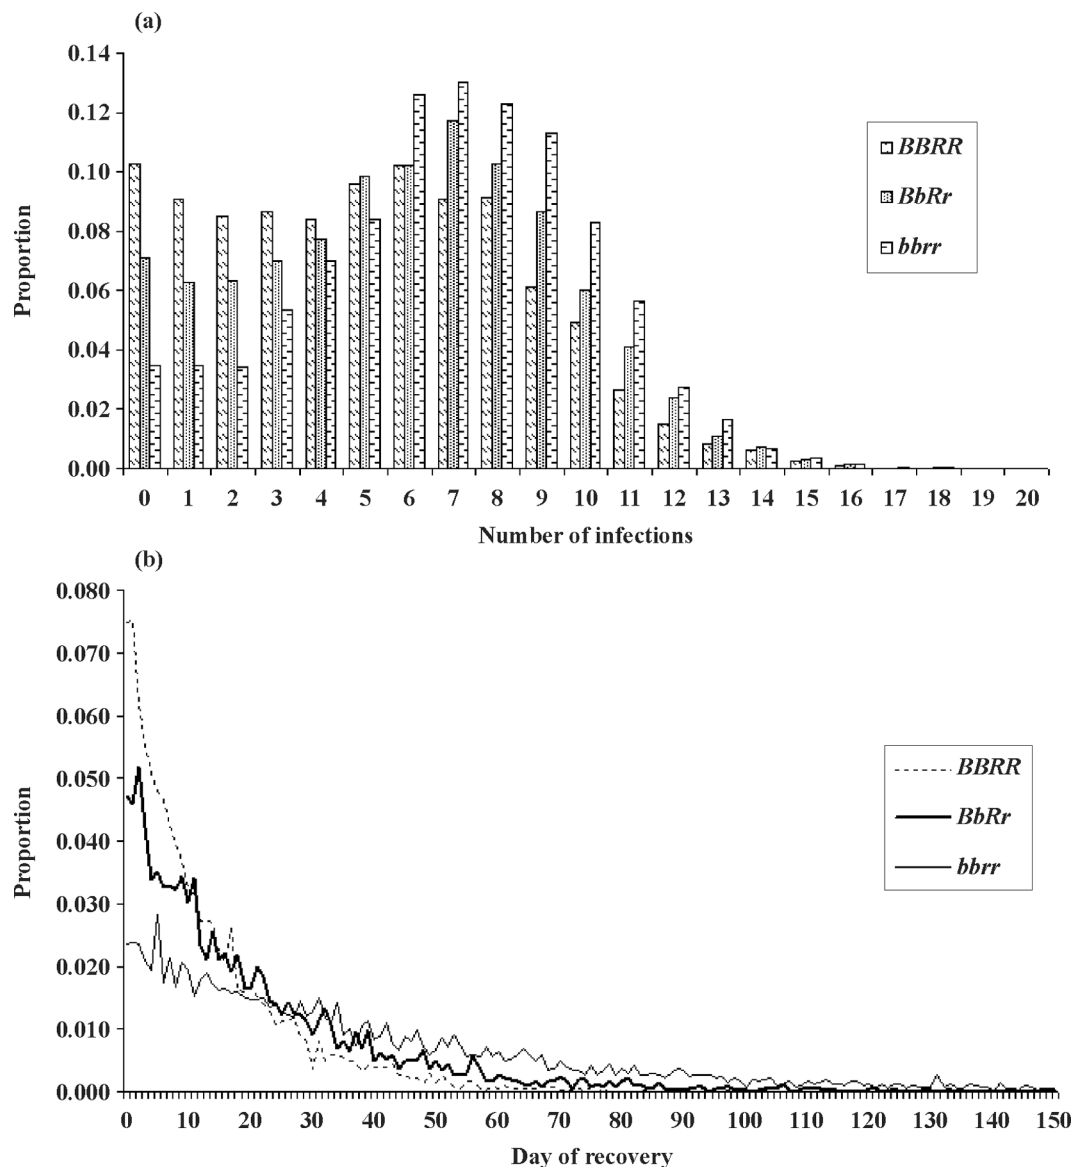 (a)
0.14
0.12
0.10
0.08
0.06
0.04
0.02
0.00
Proportion
BBRR
BbRr
bbrr
0 1 2 3 4 5 6 7 8 9 10 11 12 13 14 15 16 17 18 19 20
Number of infections
(b)
0.080
0.070
0.060
0.050
0.040
0.030
0.020
0.010
0.000
Proportion
BBRR
BbRr
bbrr
0 10 20 30 40 50 60 70 80 90 100 110 120 130 140 150
Day of recovery